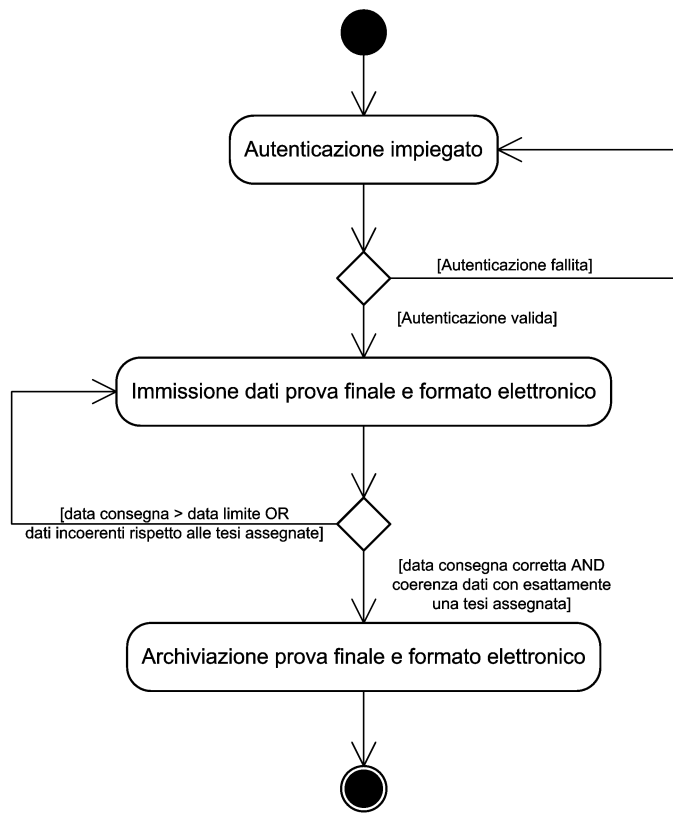 Autenticazione impiegato
[Autenticazione fallita]
[Autenticazione valida]
Immissione dati prova finale e formato elettronico
[data consegna > data limite OR
dati incoerenti rispetto alle tesi assegnate]
[data consegna corretta AND
coerenza dati con esattamente
una tesi assegnata]
Archiviazione prova finale e formato elettronico